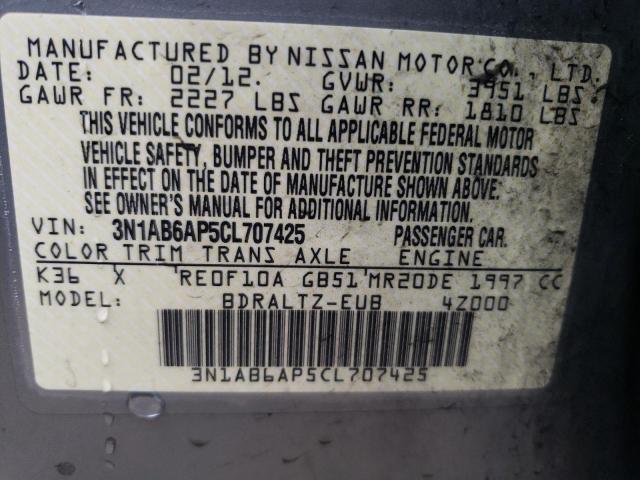 MANUFACTURED BY NISSAN MOTOR CO., LTD.
DATE: 02/12. GVWR: 3951 LBS
GAWR FR: 2227 LBS GAWR RR: 1810 LBS
THIS VEHICLE CONFORMS TO ALL APPLICABLE FEDERAL MOTOR
VEHICLE SAFETY, BUMPER AND THEFT PREVENTION STANDARDS
IN EFFECT ON THE DATE OF MANUFACTURE SHOWN ABOVE.
SEE OWNER'S MANUAL FOR ADDITIONAL INFORMATION.
VIN: 3N1AB6AP5CL707425 PASSENGER CAR.
COLOR TRIM TRANS AXLE ENGINE
K36 X RE0F10A GB51 MR20DE 1997 CC
MODEL: BDRALTZ-EUB 4Z000
3N1AB6AP5CL707425